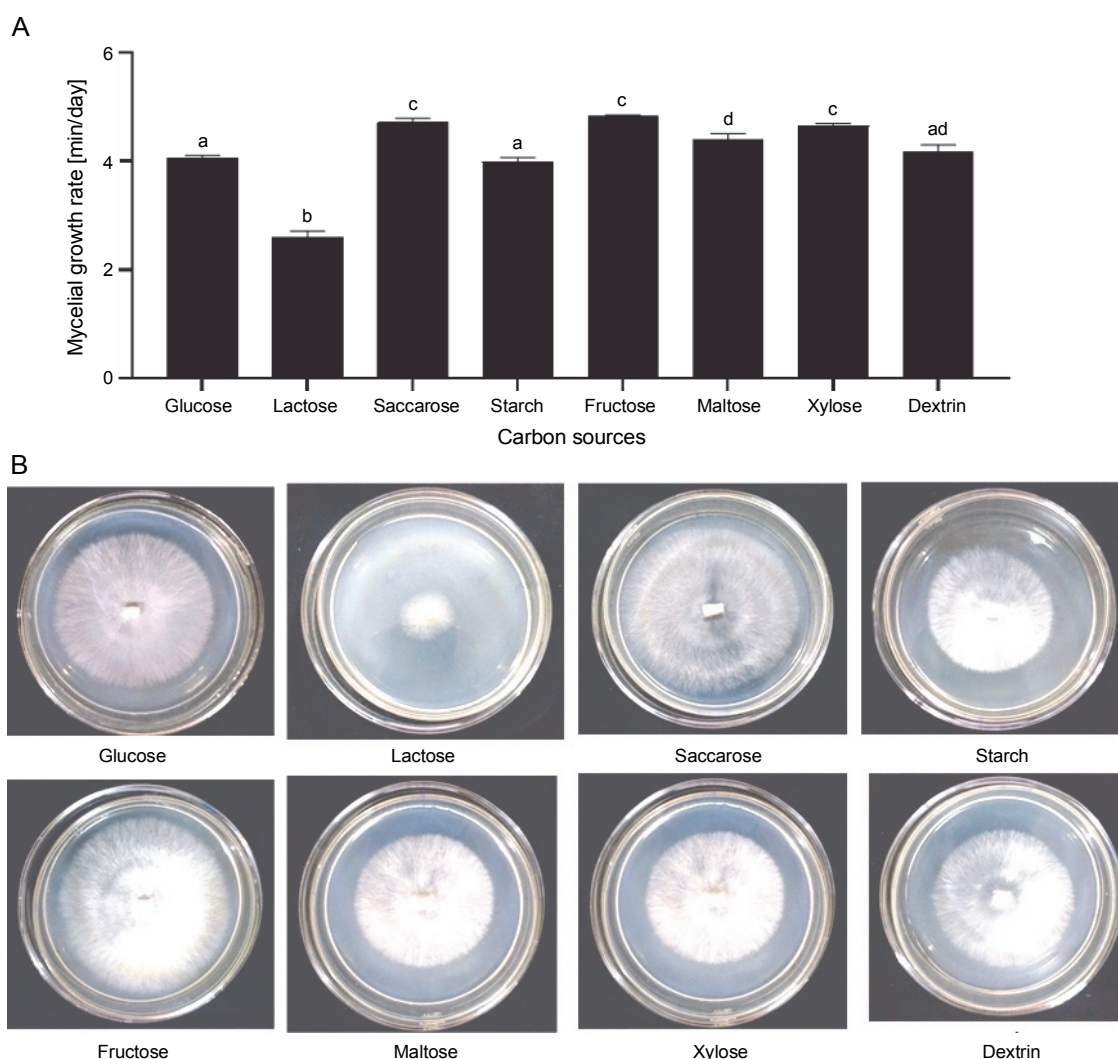 A
Mycelial growth rate [min/day]
6
4
2
0
a
b
c
a
c
d
c
ad
Glucose Lactose Saccarose Starch Fructose Maltose Xylose Dextrin
Carbon sources
B
Glucose Lactose Saccarose Starch
Fructose Maltose Xylose Dextrin